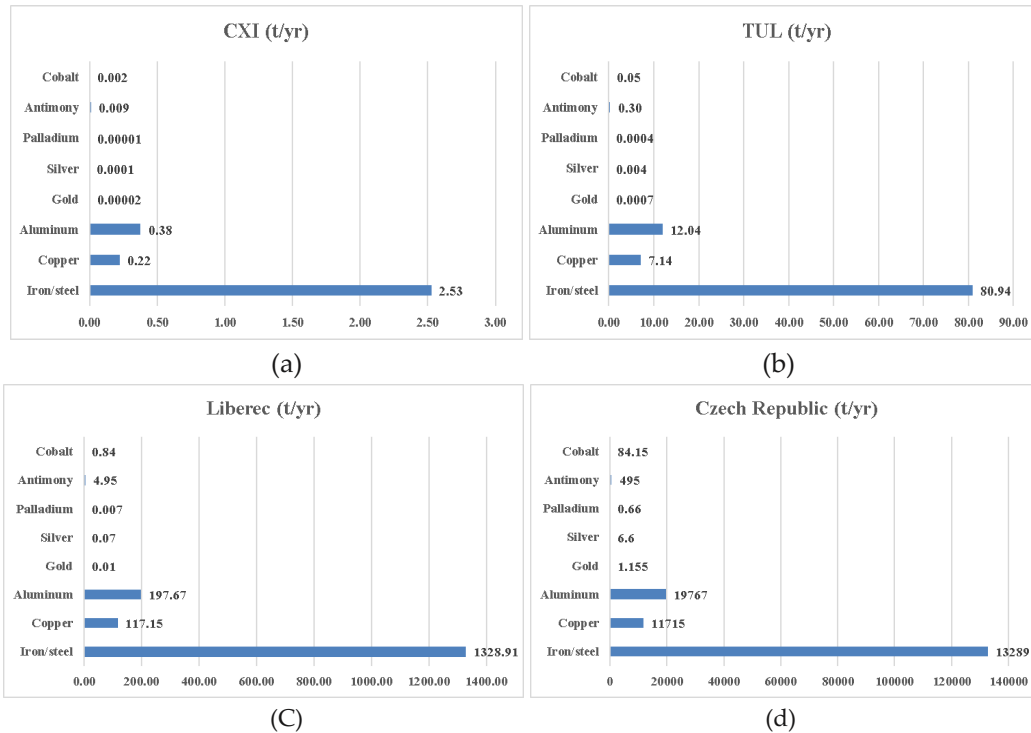 CXI (t/yr)
Cobalt 0.002
Antimony 0.009
Palladium 0.00001
Silver 0.0001
Gold 0.00002
Aluminum 0.38
Copper 0.22
Iron/steel 2.53
0.00 0.50 1.00 1.50 2.00 2.50 3.00
(a)
TUL (t/yr)
Cobalt 0.05
Antimony 0.30
Palladium 0.0004
Silver 0.004
Gold 0.0007
Aluminum 12.04
Copper 7.14
Iron/steel 80.94
0.00 10.00 20.00 30.00 40.00 50.00 60.00 70.00 80.00 90.00
(b)
Liberec (t/yr)
Cobalt 0.84
Antimony 4.95
Palladium 0.007
Silver 0.07
Gold 0.01
Aluminum 197.67
Copper 117.15
Iron/steel 1328.91
0.00 200.00 400.00 600.00 800.00 1000.00 1200.00 1400.00
(C)
Czech Republic (t/yr)
Cobalt 84.15
Antimony 495
Palladium 0.66
Silver 6.6
Gold 1.155
Aluminum 19767
Copper 11715
Iron/steel 13289
0 20000 40000 60000 80000 100000 120000 140000
(d)